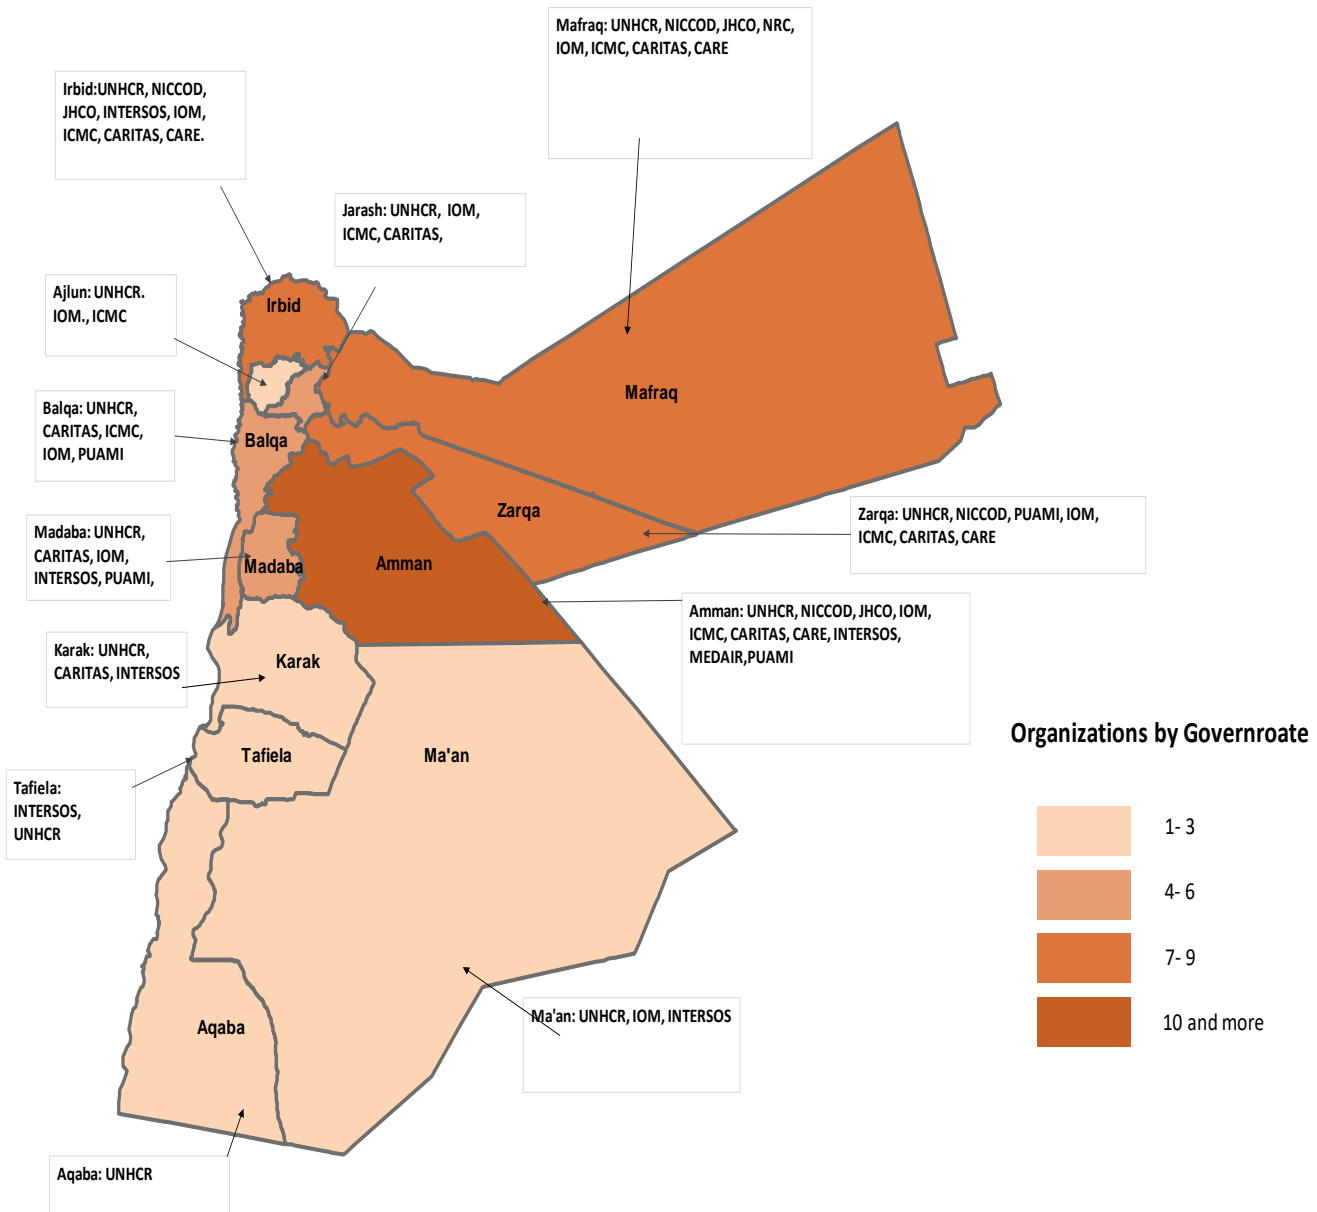 Mafraq: UNHCR, NICCOD, JHCO, NRC,
IOM, ICMC, CARITAS, CARE
Irbid:UNHCR, NICCOD,
JHCO, INTERSOS, IOM,
ICMC, CARITAS, CARE.
Jarash: UNHCR, IOM,
ICMC, CARITAS,
Ajlun: UNHCR.
IOM., ICMC
Irbid
Mafraq
Balqa: UNHCR,
CARITAS, ICMC,
IOM, PUAMI
Balqa
Zarqa
Zarqa: UNHCR, NICCOD, PUAMI, IOM,
ICMC, CARITAS, CARE
Madaba: UNHCR,
CARITAS, IOM,
INTERSOS, PUAMI,
Madaba
Amman
Amman: UNHCR, NICCOD, JHCO, IOM,
ICMC, CARITAS, CARE, INTERSOS,
MEDAIR,PUAMI
Karak: UNHCR,
CARITAS, INTERSOS
Karak
Tafiela
Ma'an
Tafiela:
INTERSOS,
UNHCR
Organizations by Governroate
1- 3
4- 6
7- 9
10 and more
Aqaba
Ma'an: UNHCR, IOM, INTERSOS
Aqaba: UNHCR